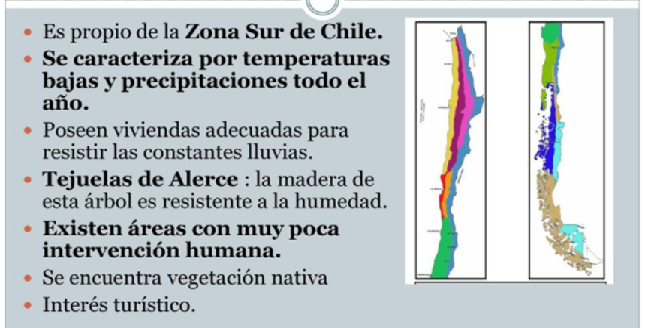 • Es propio de la Zona Sur de Chile.
• Se caracteriza por temperaturas
bajas y precipitaciones todo el
año.
• Poseen viviendas adecuadas para
resistir las constantes lluvias.
• Tejuelas de Alerce : la madera de
esta árbol es resistente a la humedad.
• Existen áreas con muy poca
intervención humana.
• Se encuentra vegetación nativa
• Interés turístico.